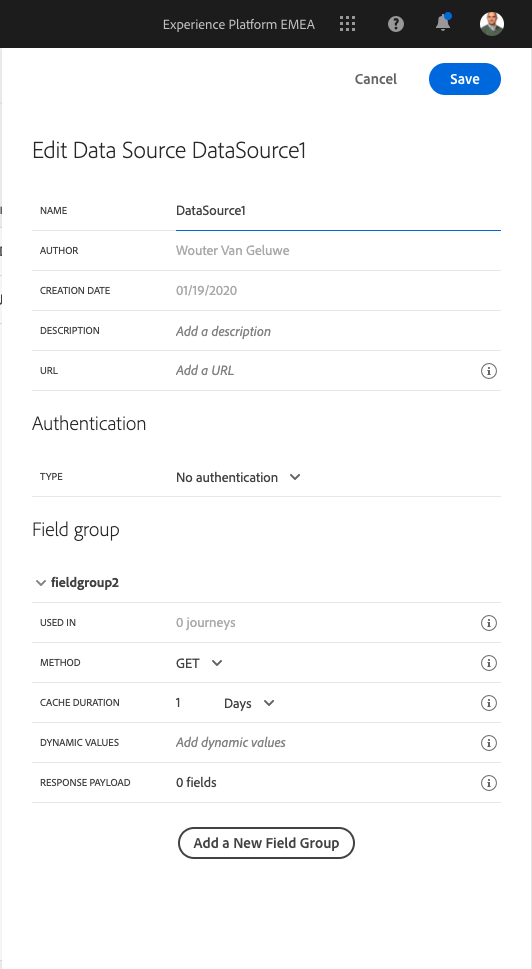 Experience Platform EMEA
Cancel Save
Edit Data Source DataSource1
NAME DataSource1
AUTHOR Wouter Van Geluwe
CREATION DATE 01/19/2020
DESCRIPTION Add a description
URL Add a URL
Authentication
TYPE No authentication
Field group
fieldgroup2
USED IN 0 journeys
METHOD GET
CACHE DURATION 1 Days
DYNAMIC VALUES Add dynamic values
RESPONSE PAYLOAD 0 fields
Add a New Field Group